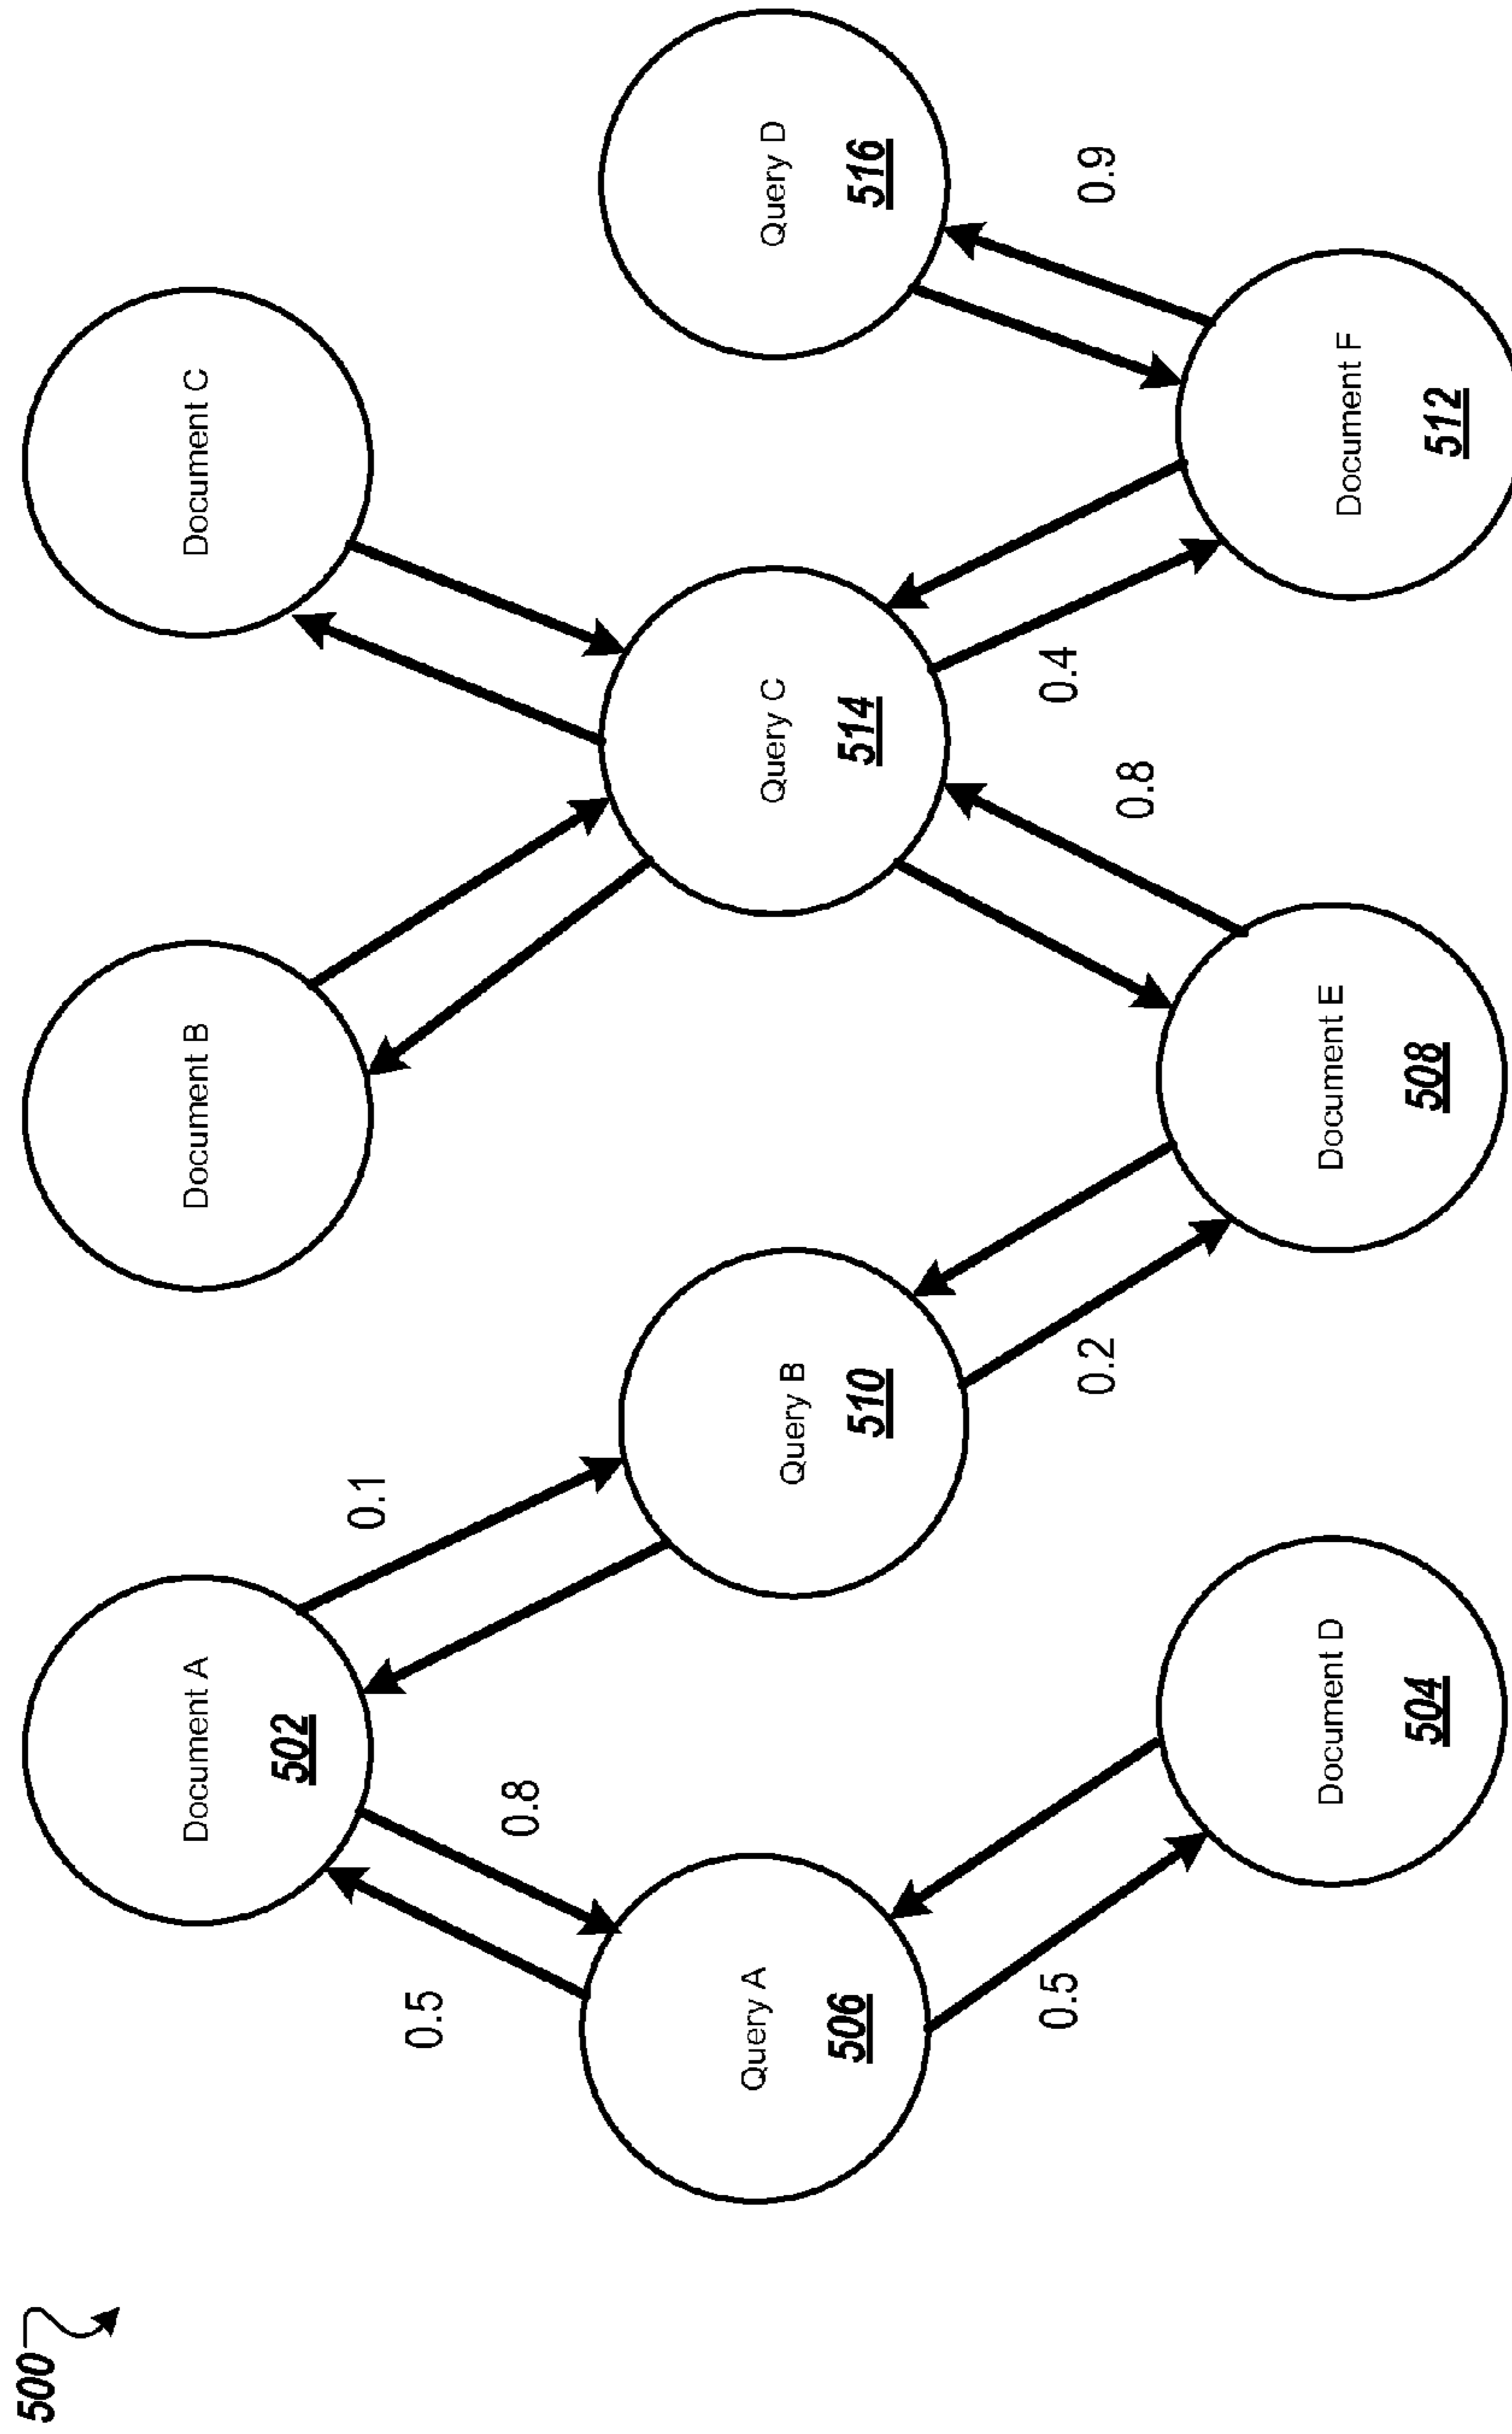 500
Document A
502
Document B
Document C
0.5
0.8
0.1
Query A
506
Query B
510
Query C
514
Query D
516
0.5
0.2
0.8
0.4
0.9
Document D
504
Document E
508
Document F
512